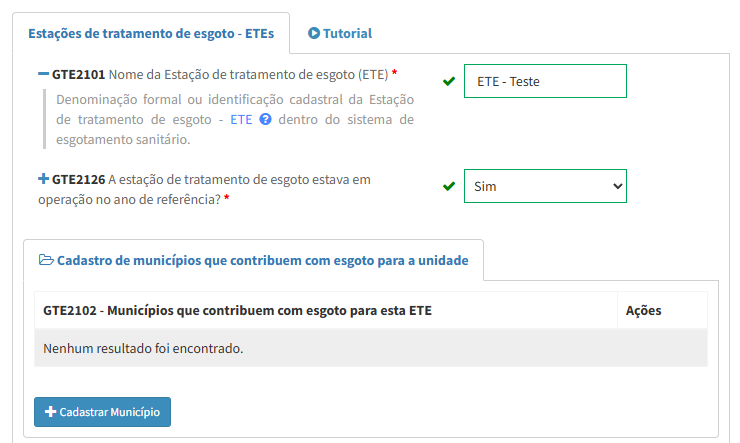 Estações de tratamento de esgoto - ETEs
Tutorial
GTE2101 Nome da Estação de tratamento de esgoto (ETE) *
ETE - Teste
Denominação formal ou identificação cadastral da Estação
de tratamento de esgoto - ETE dentro do sistema de
esgotamento sanitário.
GTE2126 A estação de tratamento de esgoto estava em
operação no ano de referência? *
Sim
Cadastro de municípios que contribuem com esgoto para a unidade
GTE2102 - Municípios que contribuem com esgoto para esta ETE
Ações
Nenhum resultado foi encontrado.
Cadastrar Município